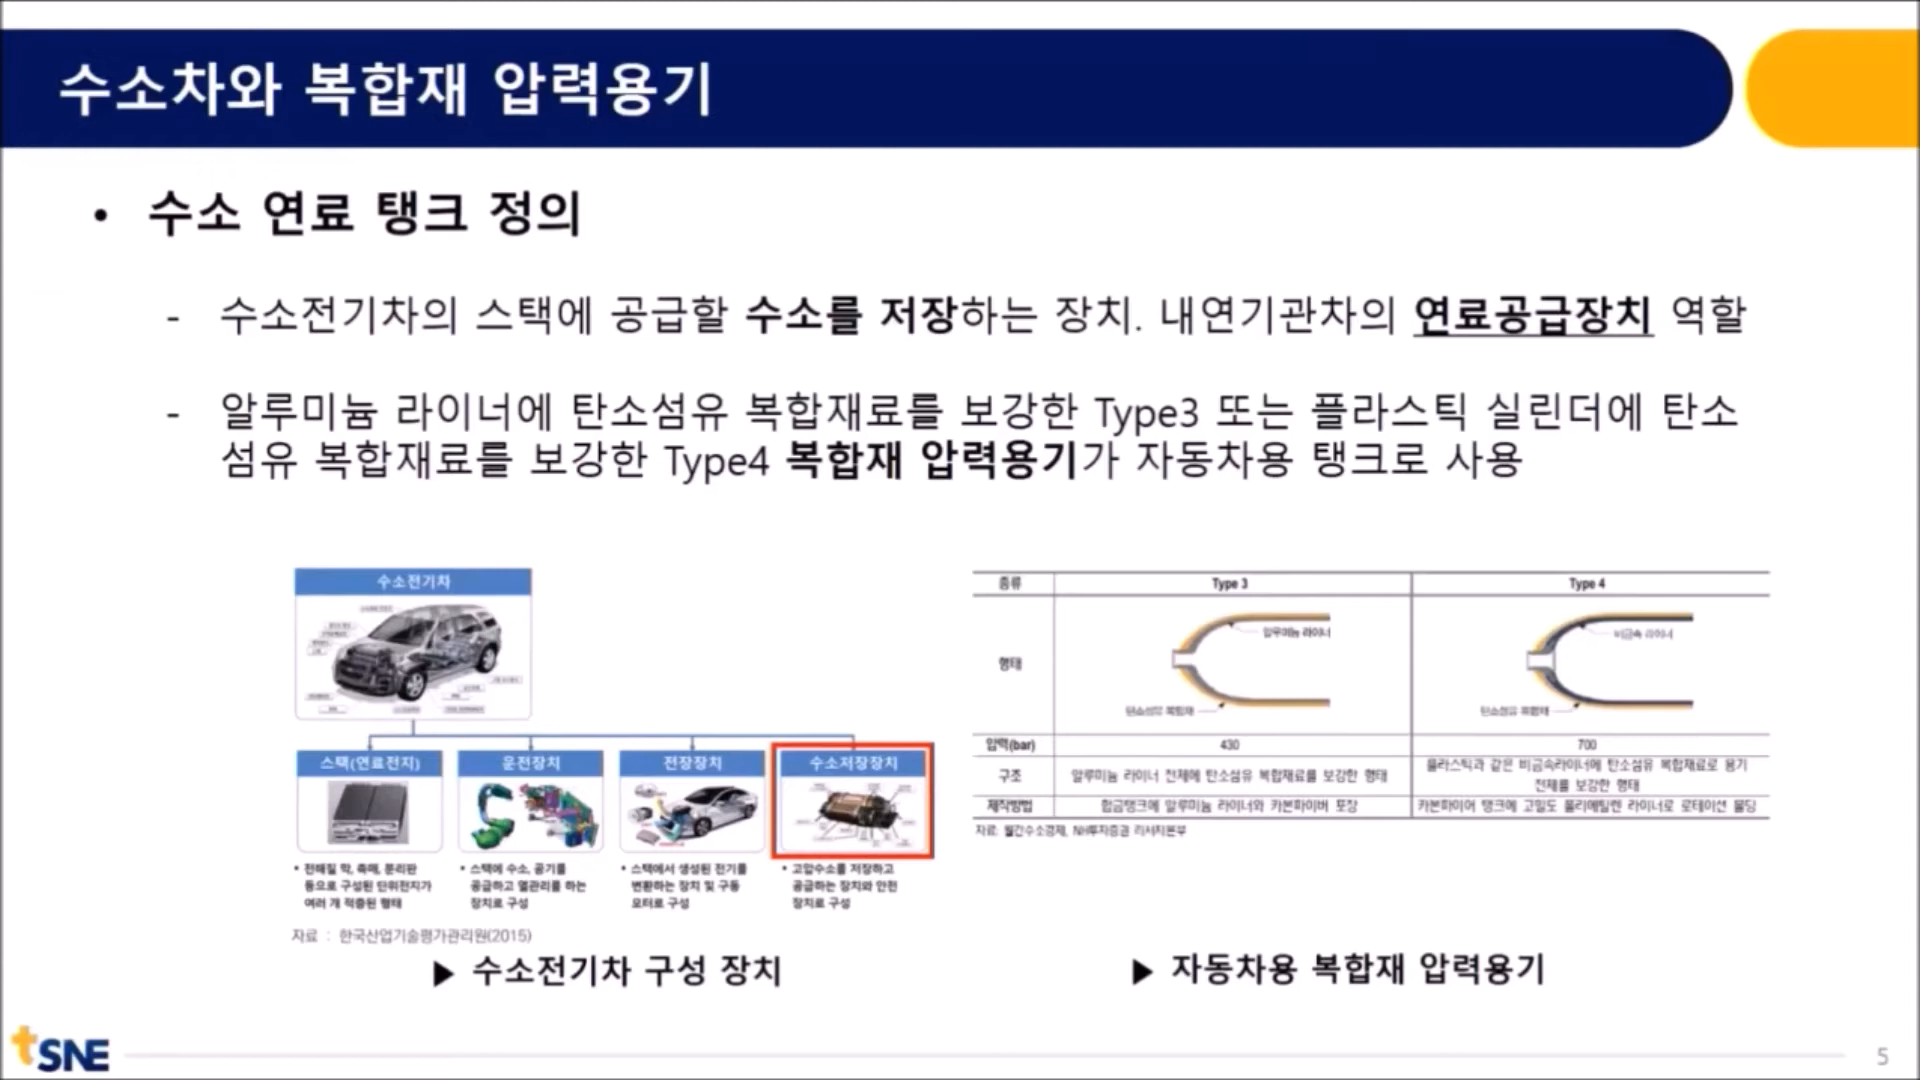 수소차와 복합재 압력용기
• 수소 연료 탱크 정의
- 수소전기차의 스택에 공급할 수소를 저장하는 장치. 내연기관차의 연료공급장치 역할
- 알루미늄 라이너에 탄소섬유 복합재료를 보강한 Type3 또는 플라스틱 실린더에 탄소
섬유 복합재료를 보강한 Type4 복합재 압력용기가 자동차용 탱크로 사용
수소전기차
스택(연료전지)
운전장치
전장장치
수소저장장치
• 전해질 막, 촉매, 분리판
등으로 구성된 단위전지가
여러 개 적층된 형태
• 스택에 수소, 공기를
공급하고 열관리를 하는
장치로 구성
• 스택에서 생성된 전기를
변환하는 장치 및 구동
모터로 구성
• 고압수소를 저장하고
공급하는 장치와 안전
장치로 구성
자료 : 한국산업기술평가관리원(2015)
▶ 수소전기차 구성 장치
종류 Type 3 Type 4
형태
알루미늄 라이너
탄소섬유 복합재
비금속 라이너
탄소섬유 복합재
압력(bar) 430 700
구조 알루미늄 라이너 전체에 탄소섬유 복합재료를 보강한 형태
플라스틱과 같은 비금속라이너에 탄소섬유 복합재료로 용기
전체를 보강한 형태
제작방법 합금탱크에 알루미늄 라이너와 카본파이버 포장
카본파이어 탱크에 고밀도 폴리에틸렌 라이너로 로테이션 몰딩
자료: 월간수소경제, NH투자증권 리서치본부
▶ 자동차용 복합재 압력용기
tSNE
5